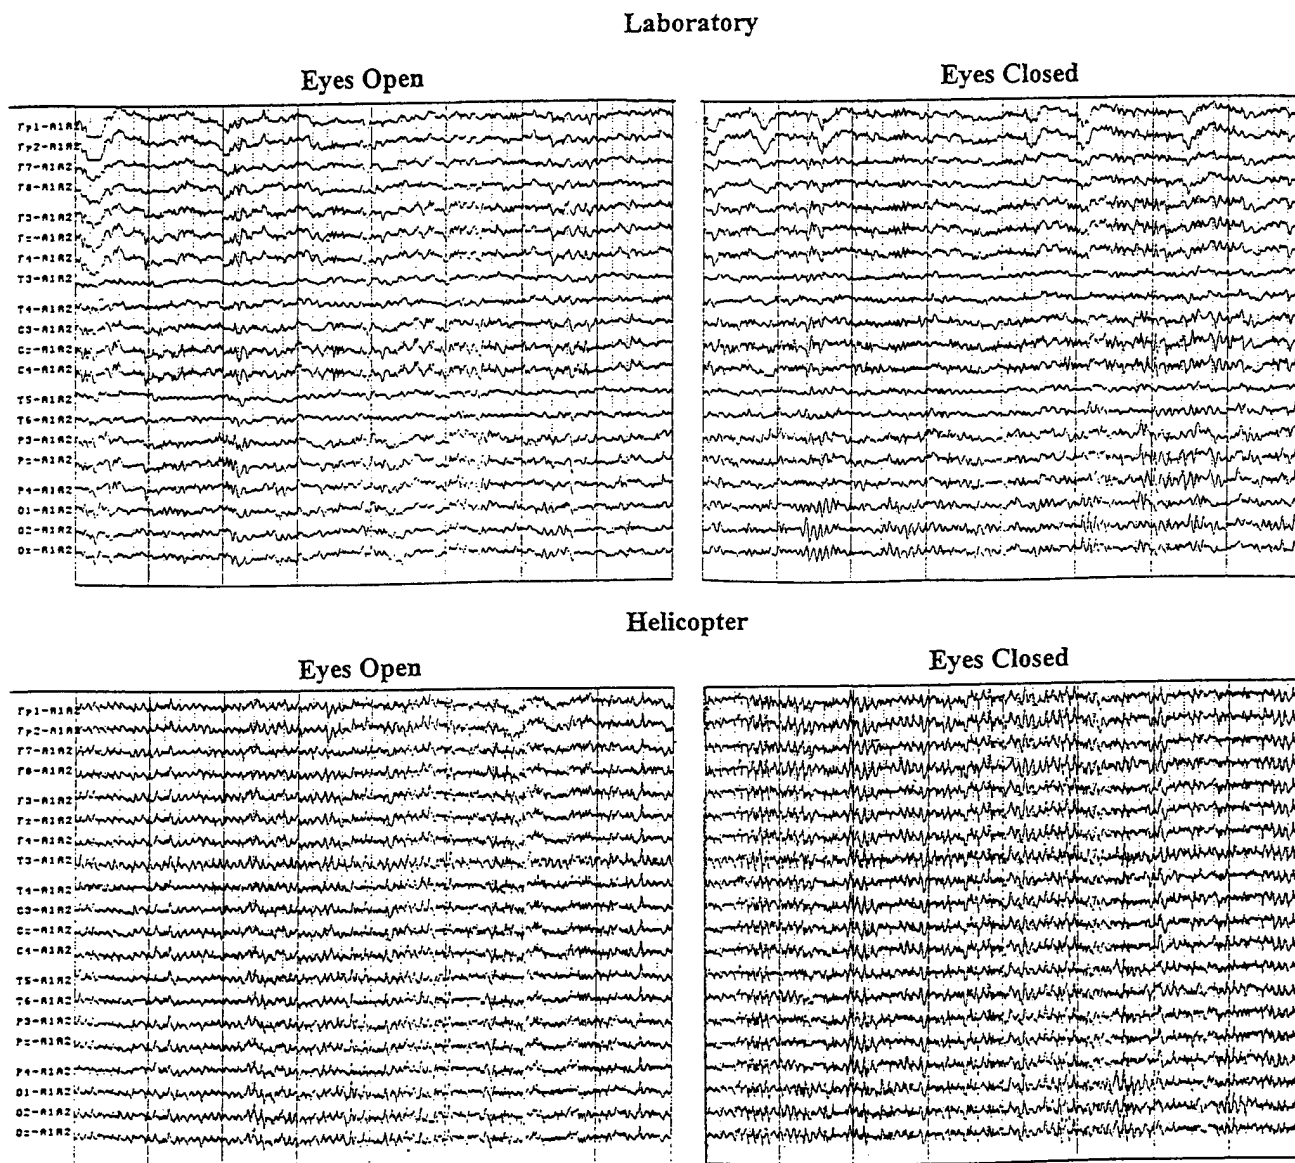 Laboratory
Eyes Open
Eyes Closed
Fp1-A1A2
Fp2-A1A2
F7-A1A2
F8-A1A2
F3-A1A2
Fz-A1A2
F4-A1A2
T3-A1A2
T4-A1A2
C3-A1A2
Cz-A1A2
C4-A1A2
T5-A1A2
T6-A1A2
P3-A1A2
Pz-A1A2
P4-A1A2
O1-A1A2
O2-A1A2
Oz-A1A2
Helicopter
Eyes Open
Eyes Closed
Fp1-A1A2
Fp2-A1A2
F7-A1A2
F8-A1A2
F3-A1A2
Fz-A1A2
F4-A1A2
T3-A1A2
T4-A1A2
C3-A1A2
Cz-A1A2
C4-A1A2
T5-A1A2
T6-A1A2
P3-A1A2
Pz-A1A2
P4-A1A2
O1-A1A2
O2-A1A2
Oz-A1A2